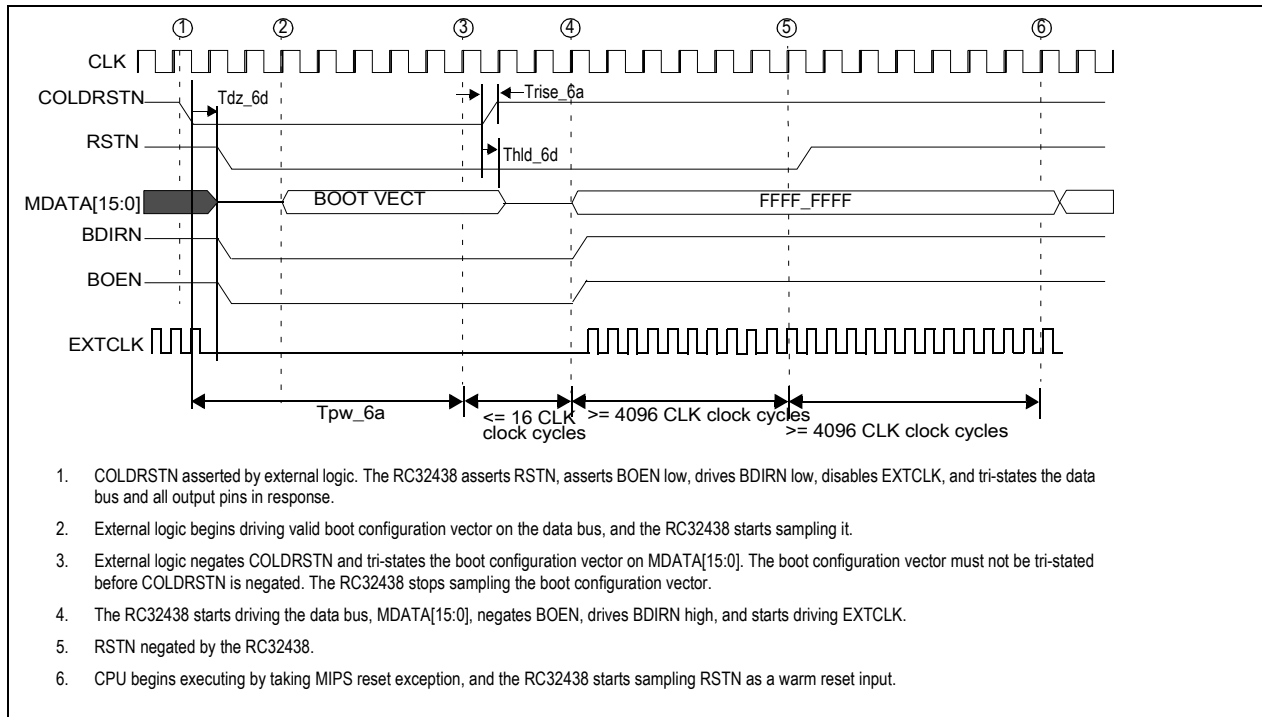 1 2 3 4 5 6
CLK
COLDRSTN
Tdz_6d
Trise_6a
RSTN
Thld_6d
MDATA[15:0]
BOOT VECT
FFFF_FFFF
BDIRN
BOEN
EXTCLK
Tpw_6a
<= 16 CLK
clock cycles
>= 4096 CLK clock cycles
>= 4096 CLK clock cycles
1. COLDRSTN asserted by external logic. The RC32438 asserts RSTN, asserts BOEN low, drives BDIRN low, disables EXTCLK, and tri-states the data
bus and all output pins in response.
2. External logic begins driving valid boot configuration vector on the data bus, and the RC32438 starts sampling it.
3. External logic negates COLDRSTN and tri-states the boot configuration vector on MDATA[15:0]. The boot configuration vector must not be tri-stated
before COLDRSTN is negated. The RC32438 stops sampling the boot configuration vector.
4. The RC32438 starts driving the data bus, MDATA[15:0], negates BOEN, drives BDIRN high, and starts driving EXTCLK.
5. RSTN negated by the RC32438.
6. CPU begins executing by taking MIPS reset exception, and the RC32438 starts sampling RSTN as a warm reset input.